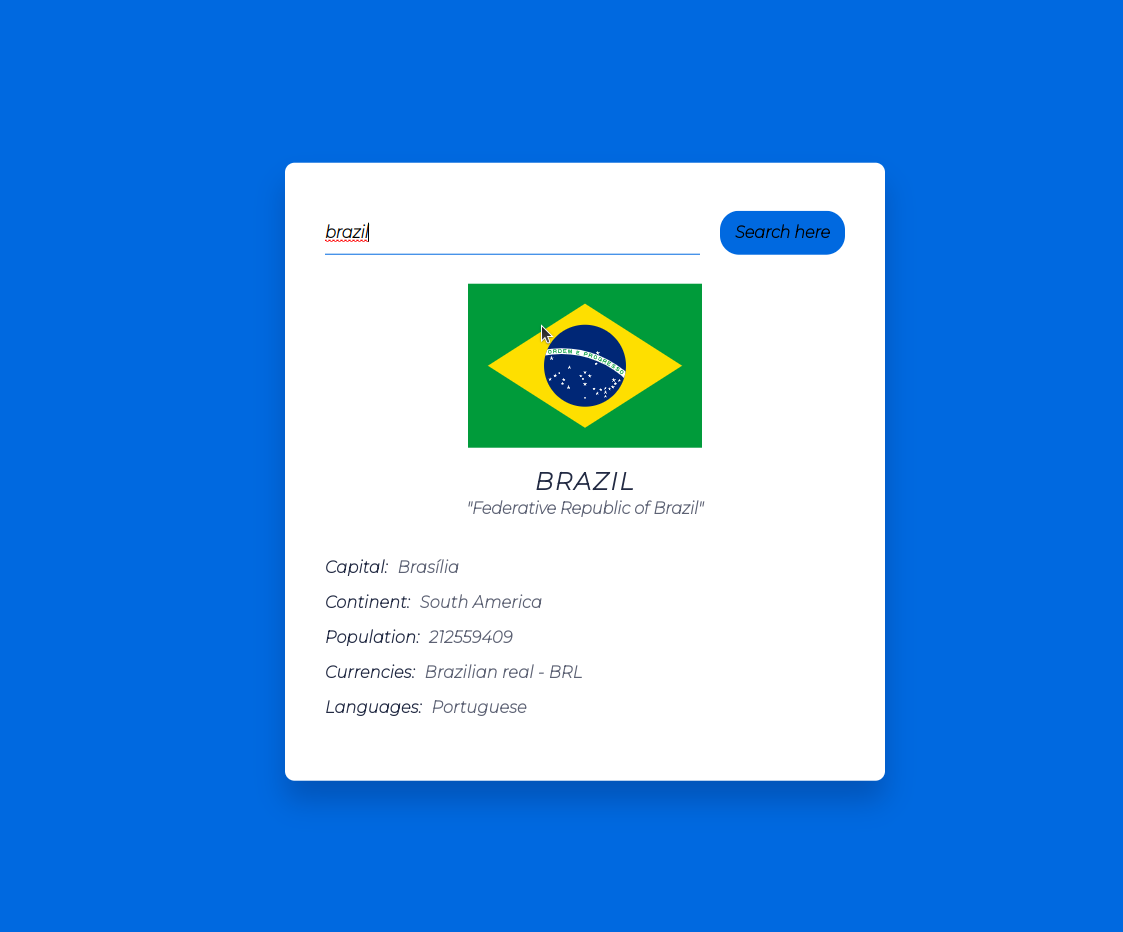 brazil
Search here
ORDEM E PROGRESSO
BRAZIL
"Federative Republic of Brazil"
Capital: Brasília
Continent: South America
Population: 212559409
Currencies: Brazilian real - BRL
Languages: Portuguese